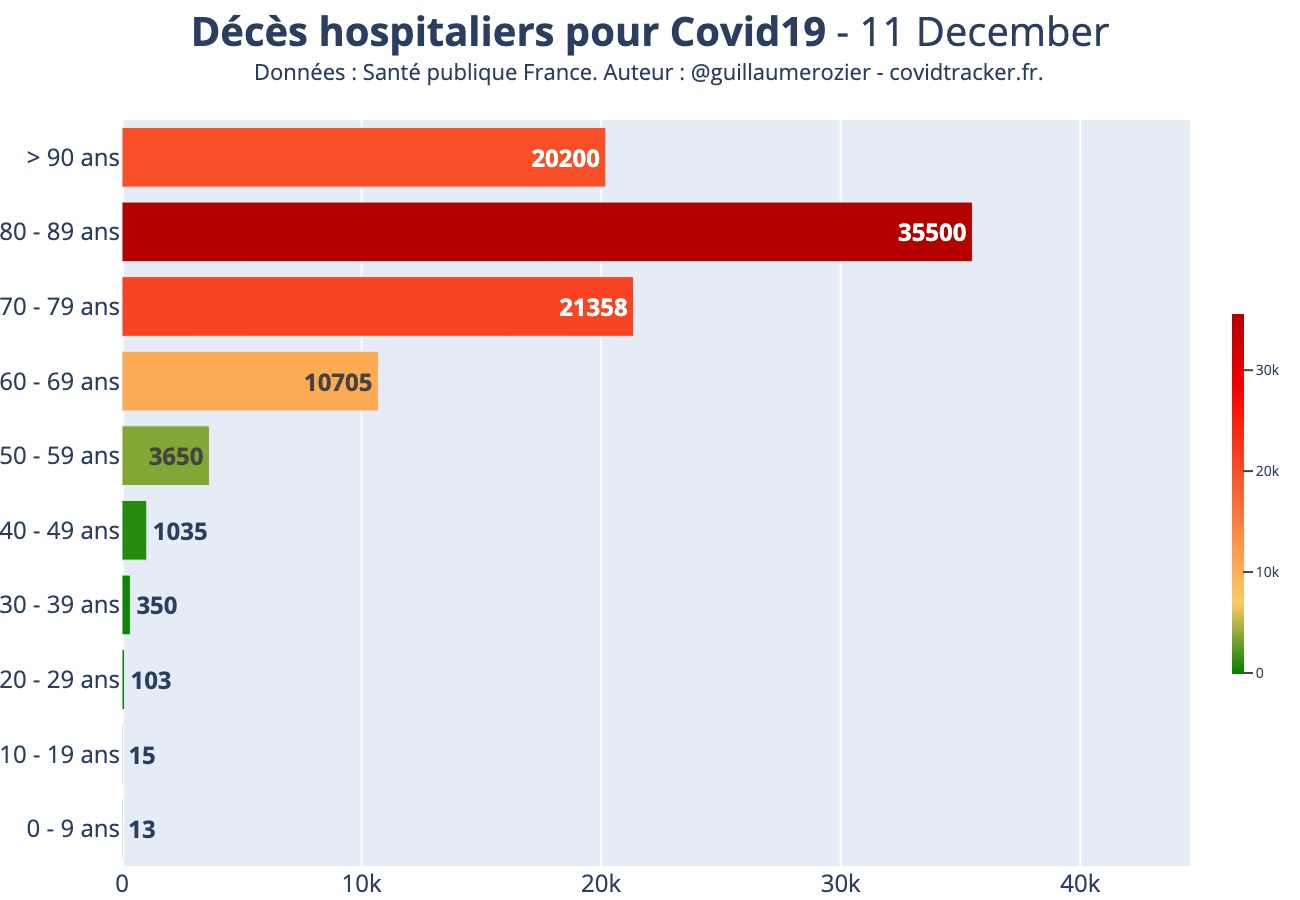 Décès hospitaliers pour Covid19 - 11 December
Données : Santé publique France. Auteur : @guillaumerozier - covidtracker.fr.
> 90 ans 20200
80 - 89 ans 35500
70 - 79 ans 21358
60 - 69 ans 10705
50 - 59 ans 3650
40 - 49 ans 1035
30 - 39 ans 350
20 - 29 ans 103
10 - 19 ans 15
0 - 9 ans 13
0 10k 20k 30k 40k
30k
20k
10k
0